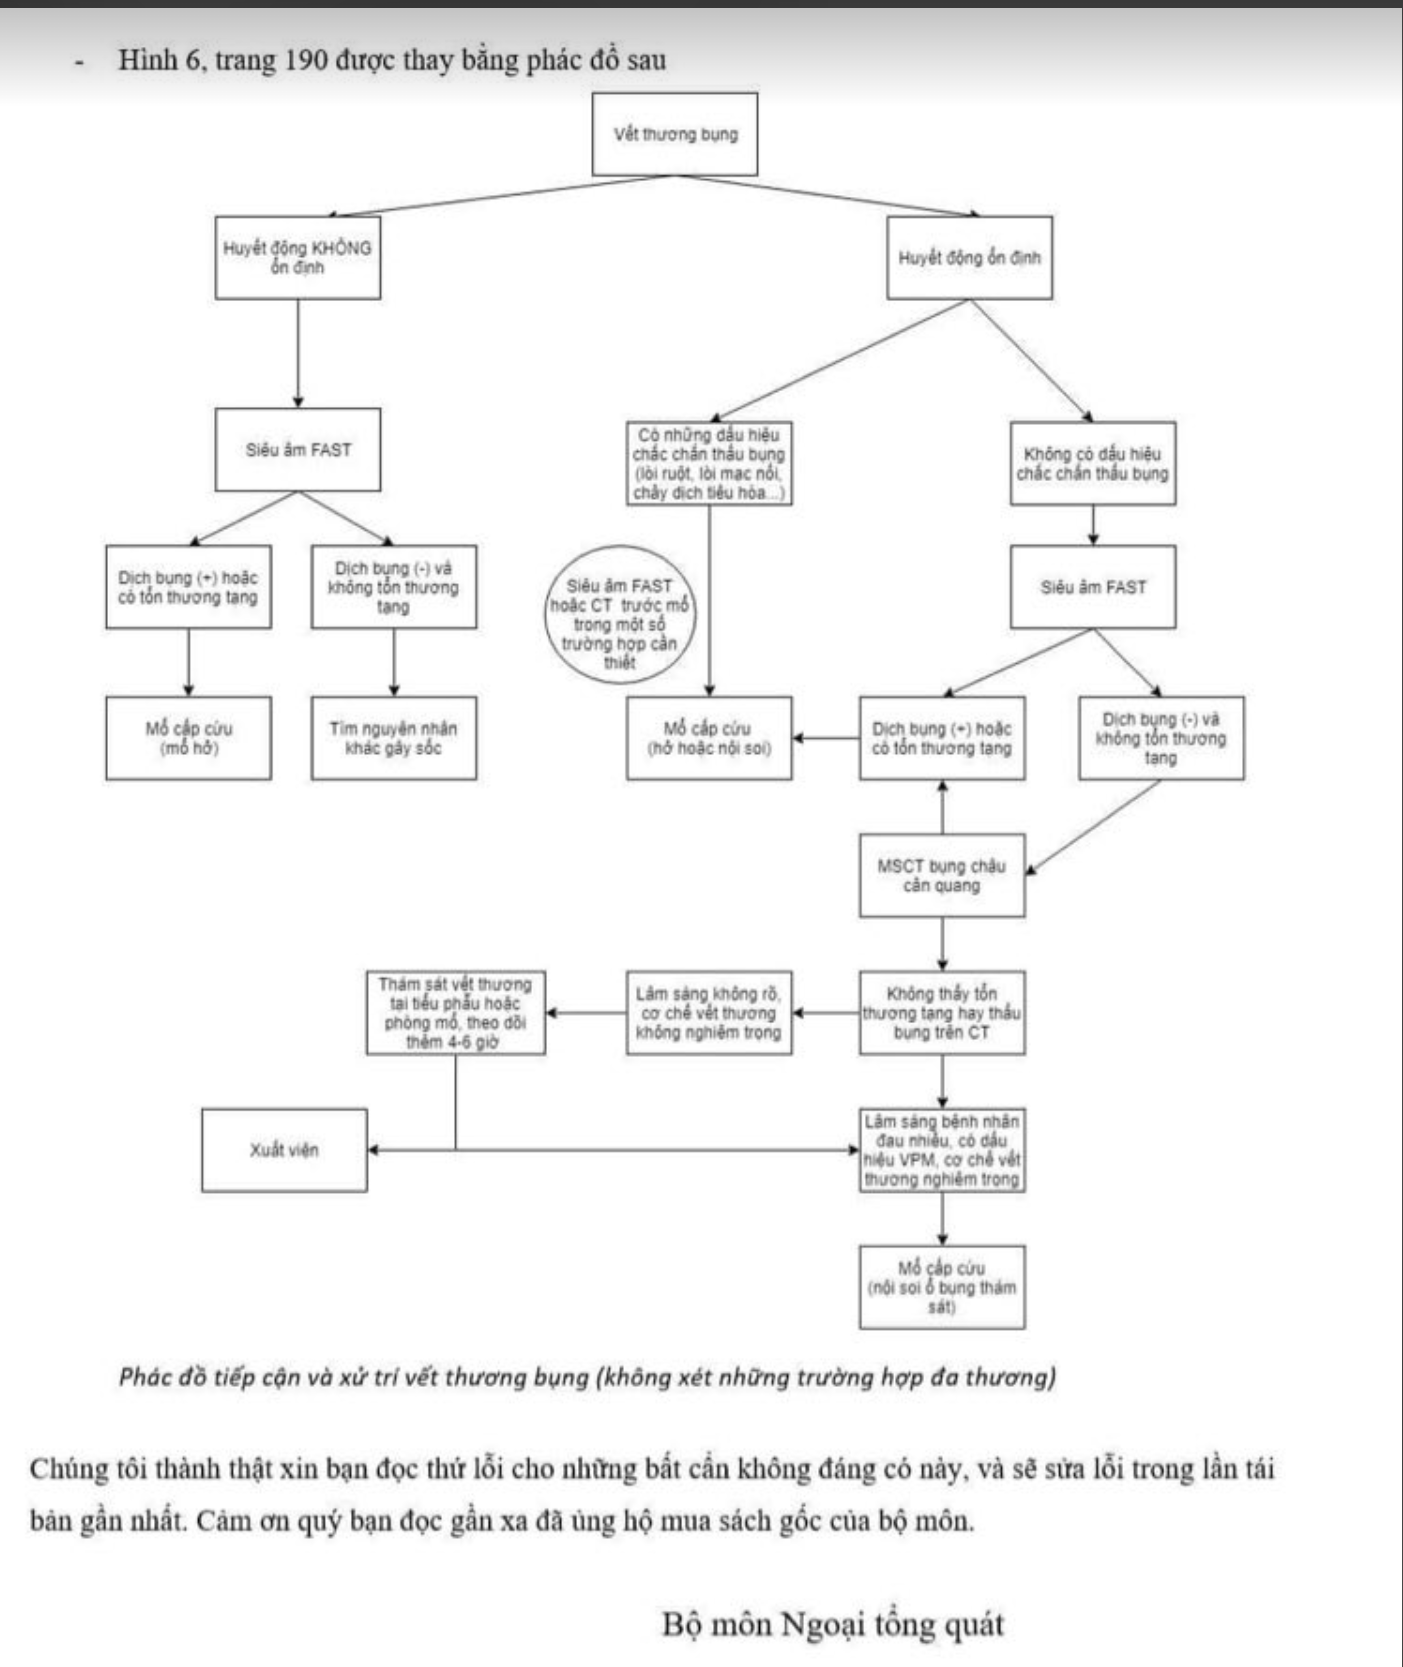 - Hình 6, trang 190 được thay bằng phác đồ sau
Vết thương bụng
Huyết động KHÔNG
ổn định
Huyết động ổn định
Siêu âm FAST
Có những dấu hiệu
chắc chắn thấu bụng
(lòi ruột, lòi mạc nối,
chảy dịch tiêu hóa...)
Không có dấu hiệu
chắc chắn thấu bụng
Dịch bụng (+) hoặc
có tổn thương tạng
Dịch bụng (-) và
không tổn thương
tạng
Siêu âm FAST
hoặc CT trước mổ
trong một số
trường hợp cần
thiết
Siêu âm FAST
Mổ cấp cứu
(mổ hở)
Tìm nguyên nhân
khác gây sốc
Mổ cấp cứu
(hở hoặc nội soi)
Dịch bụng (+) hoặc
có tổn thương tạng
Dịch bụng (-) và
không tổn thương
tạng
MSCT bụng chậu
cản quang
Thám sát vết thương
tại tiểu phẫu hoặc
phòng mổ, theo dõi
thêm 4-6 giờ
Lâm sàng không rõ,
cơ chế vết thương
không nghiêm trọng
Không thấy tổn
thương tạng hay thấu
bụng trên CT
Xuất viện
Lâm sàng bệnh nhân
đau nhiều, có dấu
hiệu VPM, cơ chế vết
thương nghiêm trọng
Mổ cấp cứu
(nội soi ổ bụng thám
sát)
Phác đồ tiếp cận và xử trí vết thương bụng (không xét những trường hợp đa thương)
Chúng tôi thành thật xin bạn đọc thứ lỗi cho những bất cẩn không đáng có này, và sẽ sửa lỗi trong lần tái
bản gần nhất. Cảm ơn quý bạn đọc gần xa đã ủng hộ mua sách gốc của bộ môn.
Bộ môn Ngoại tổng quát